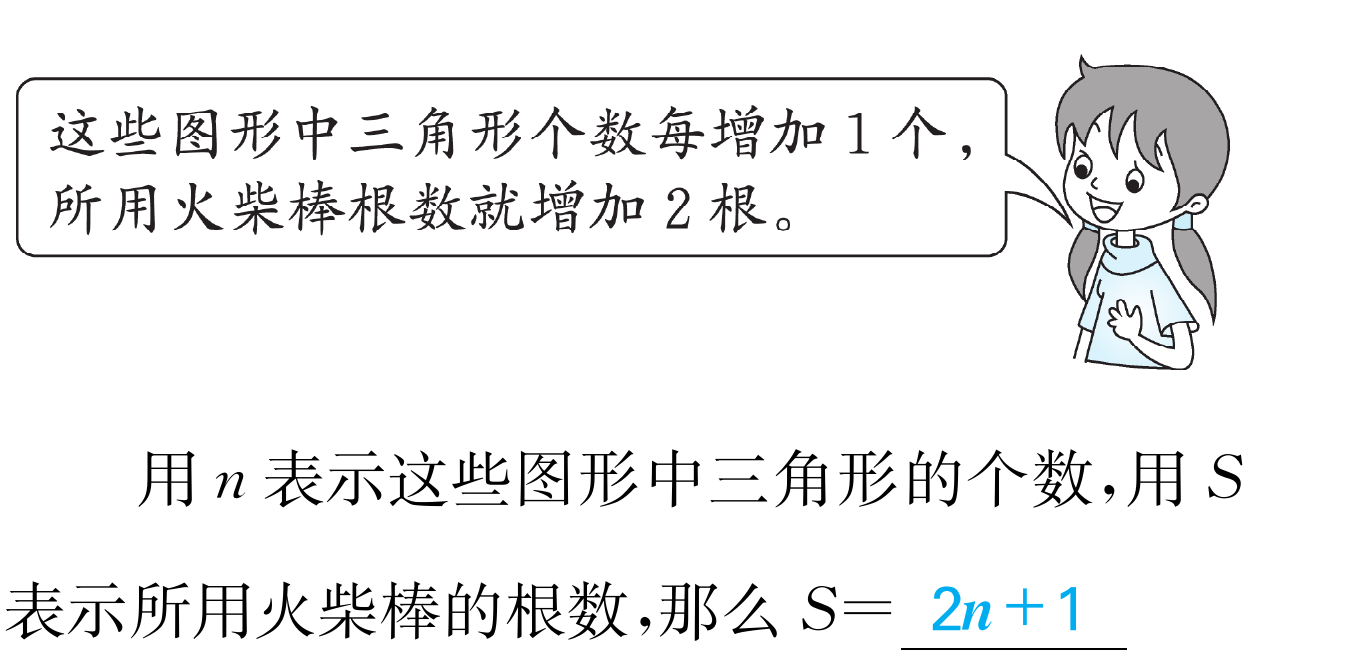 这些图形中三角形个数每增加1个，
所用火柴棒根数就增加2根。
用n表示这些图形中三角形的个数,用S
表示所用火柴棒的根数,那么S=2n+1